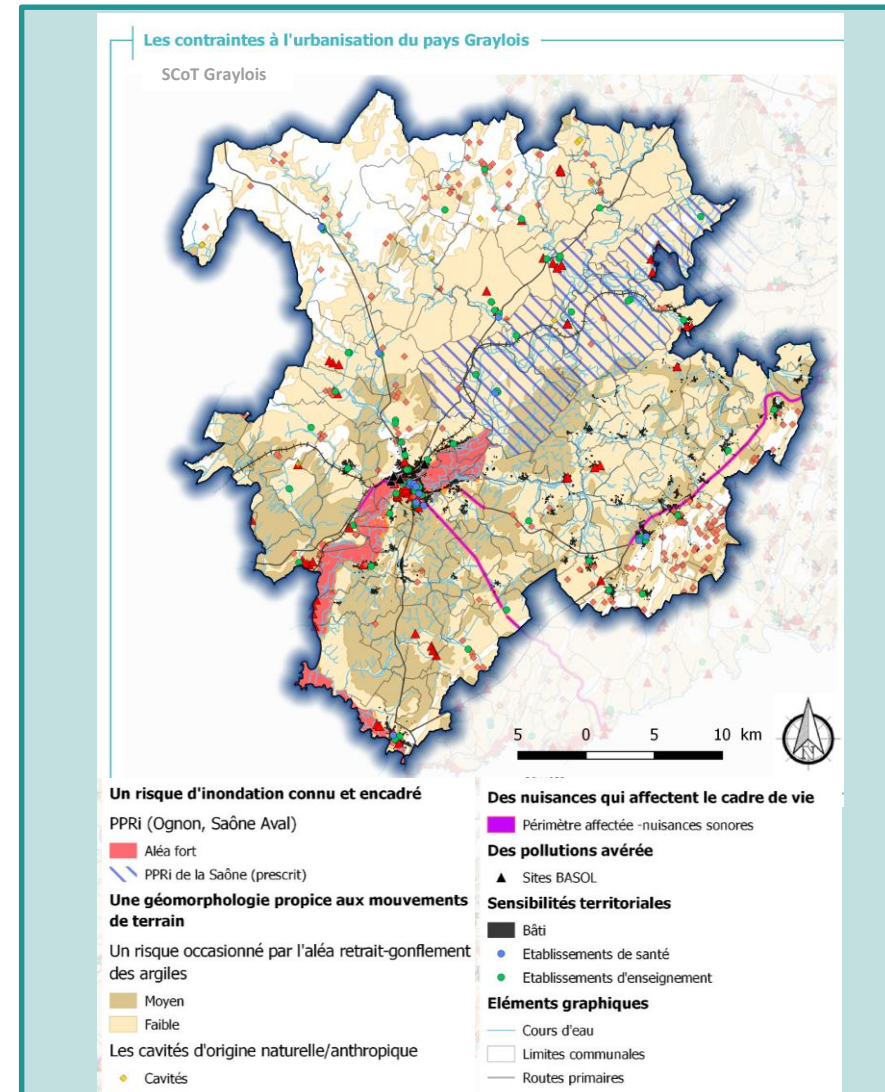 Les contraintes à l'urbanisation du pays Graylois
SCoT Graylois
5 0 5 10 km
N
Un risque d'inondation connu et encadré
PPRi (Ognon, Saône Aval)
Aléa fort
PPRi de la Saône (prescrit)
Une géomorphologie propice aux mouvements
de terrain
Un risque occasionné par l'aléa retrait-gonflement
des argiles
Moyen
Faible
Les cavités d'origine naturelle/anthropique
Cavités
Des nuisances qui affectent le cadre de vie
Périmètre affectée -nuisances sonores
Des pollutions avérée
Sites BASOL
Sensibilités territoriales
Bâti
Etablissements de santé
Etablissements d'enseignement
Eléments graphiques
Cours d'eau
Limites communales
Routes primaires